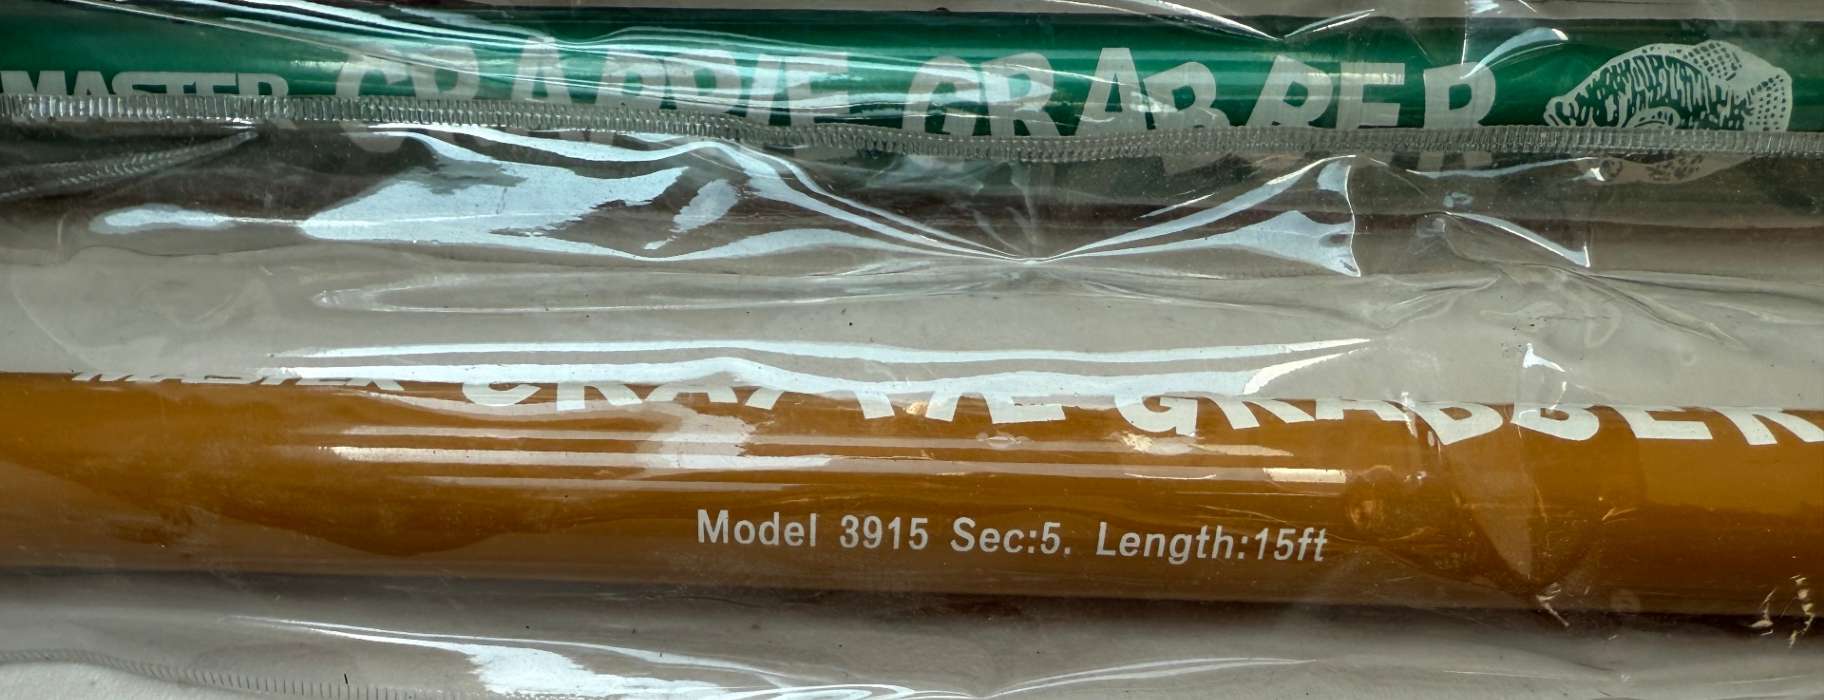 MASTER CRAPPIE GRABBER
MASTER CRAPPIE GRABBER
Model 3915 Sec:5. Length:15ft